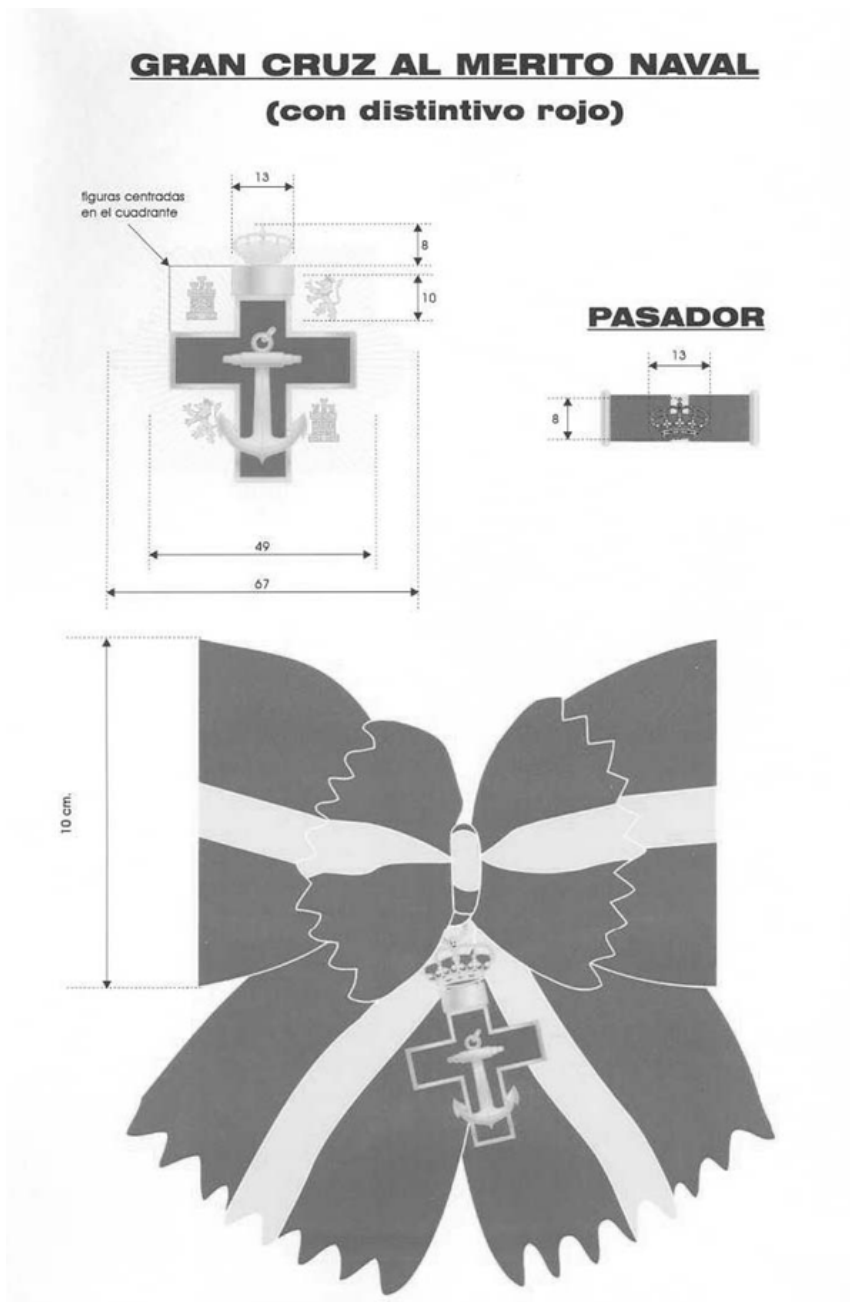 GRAN CRUZ AL MERITO NAVAL
(con distintivo rojo)
13
figuras centradas
en el cuadrante
8
10
PASADOR
13
8
49
67
10 cm.